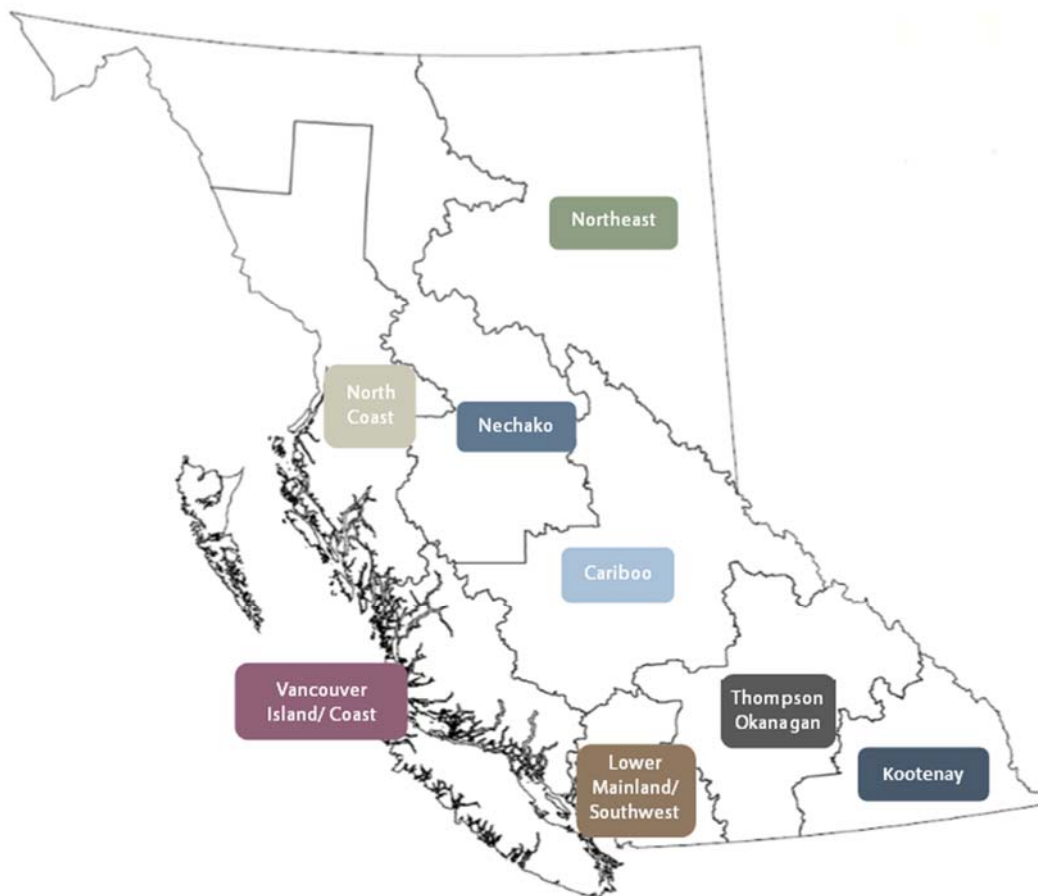 Northeast
North
Coast
Nechako
Cariboo
Vancouver
Island/ Coast
Thompson
Okanagan
Lower
Mainland/
Southwest
Kootenay